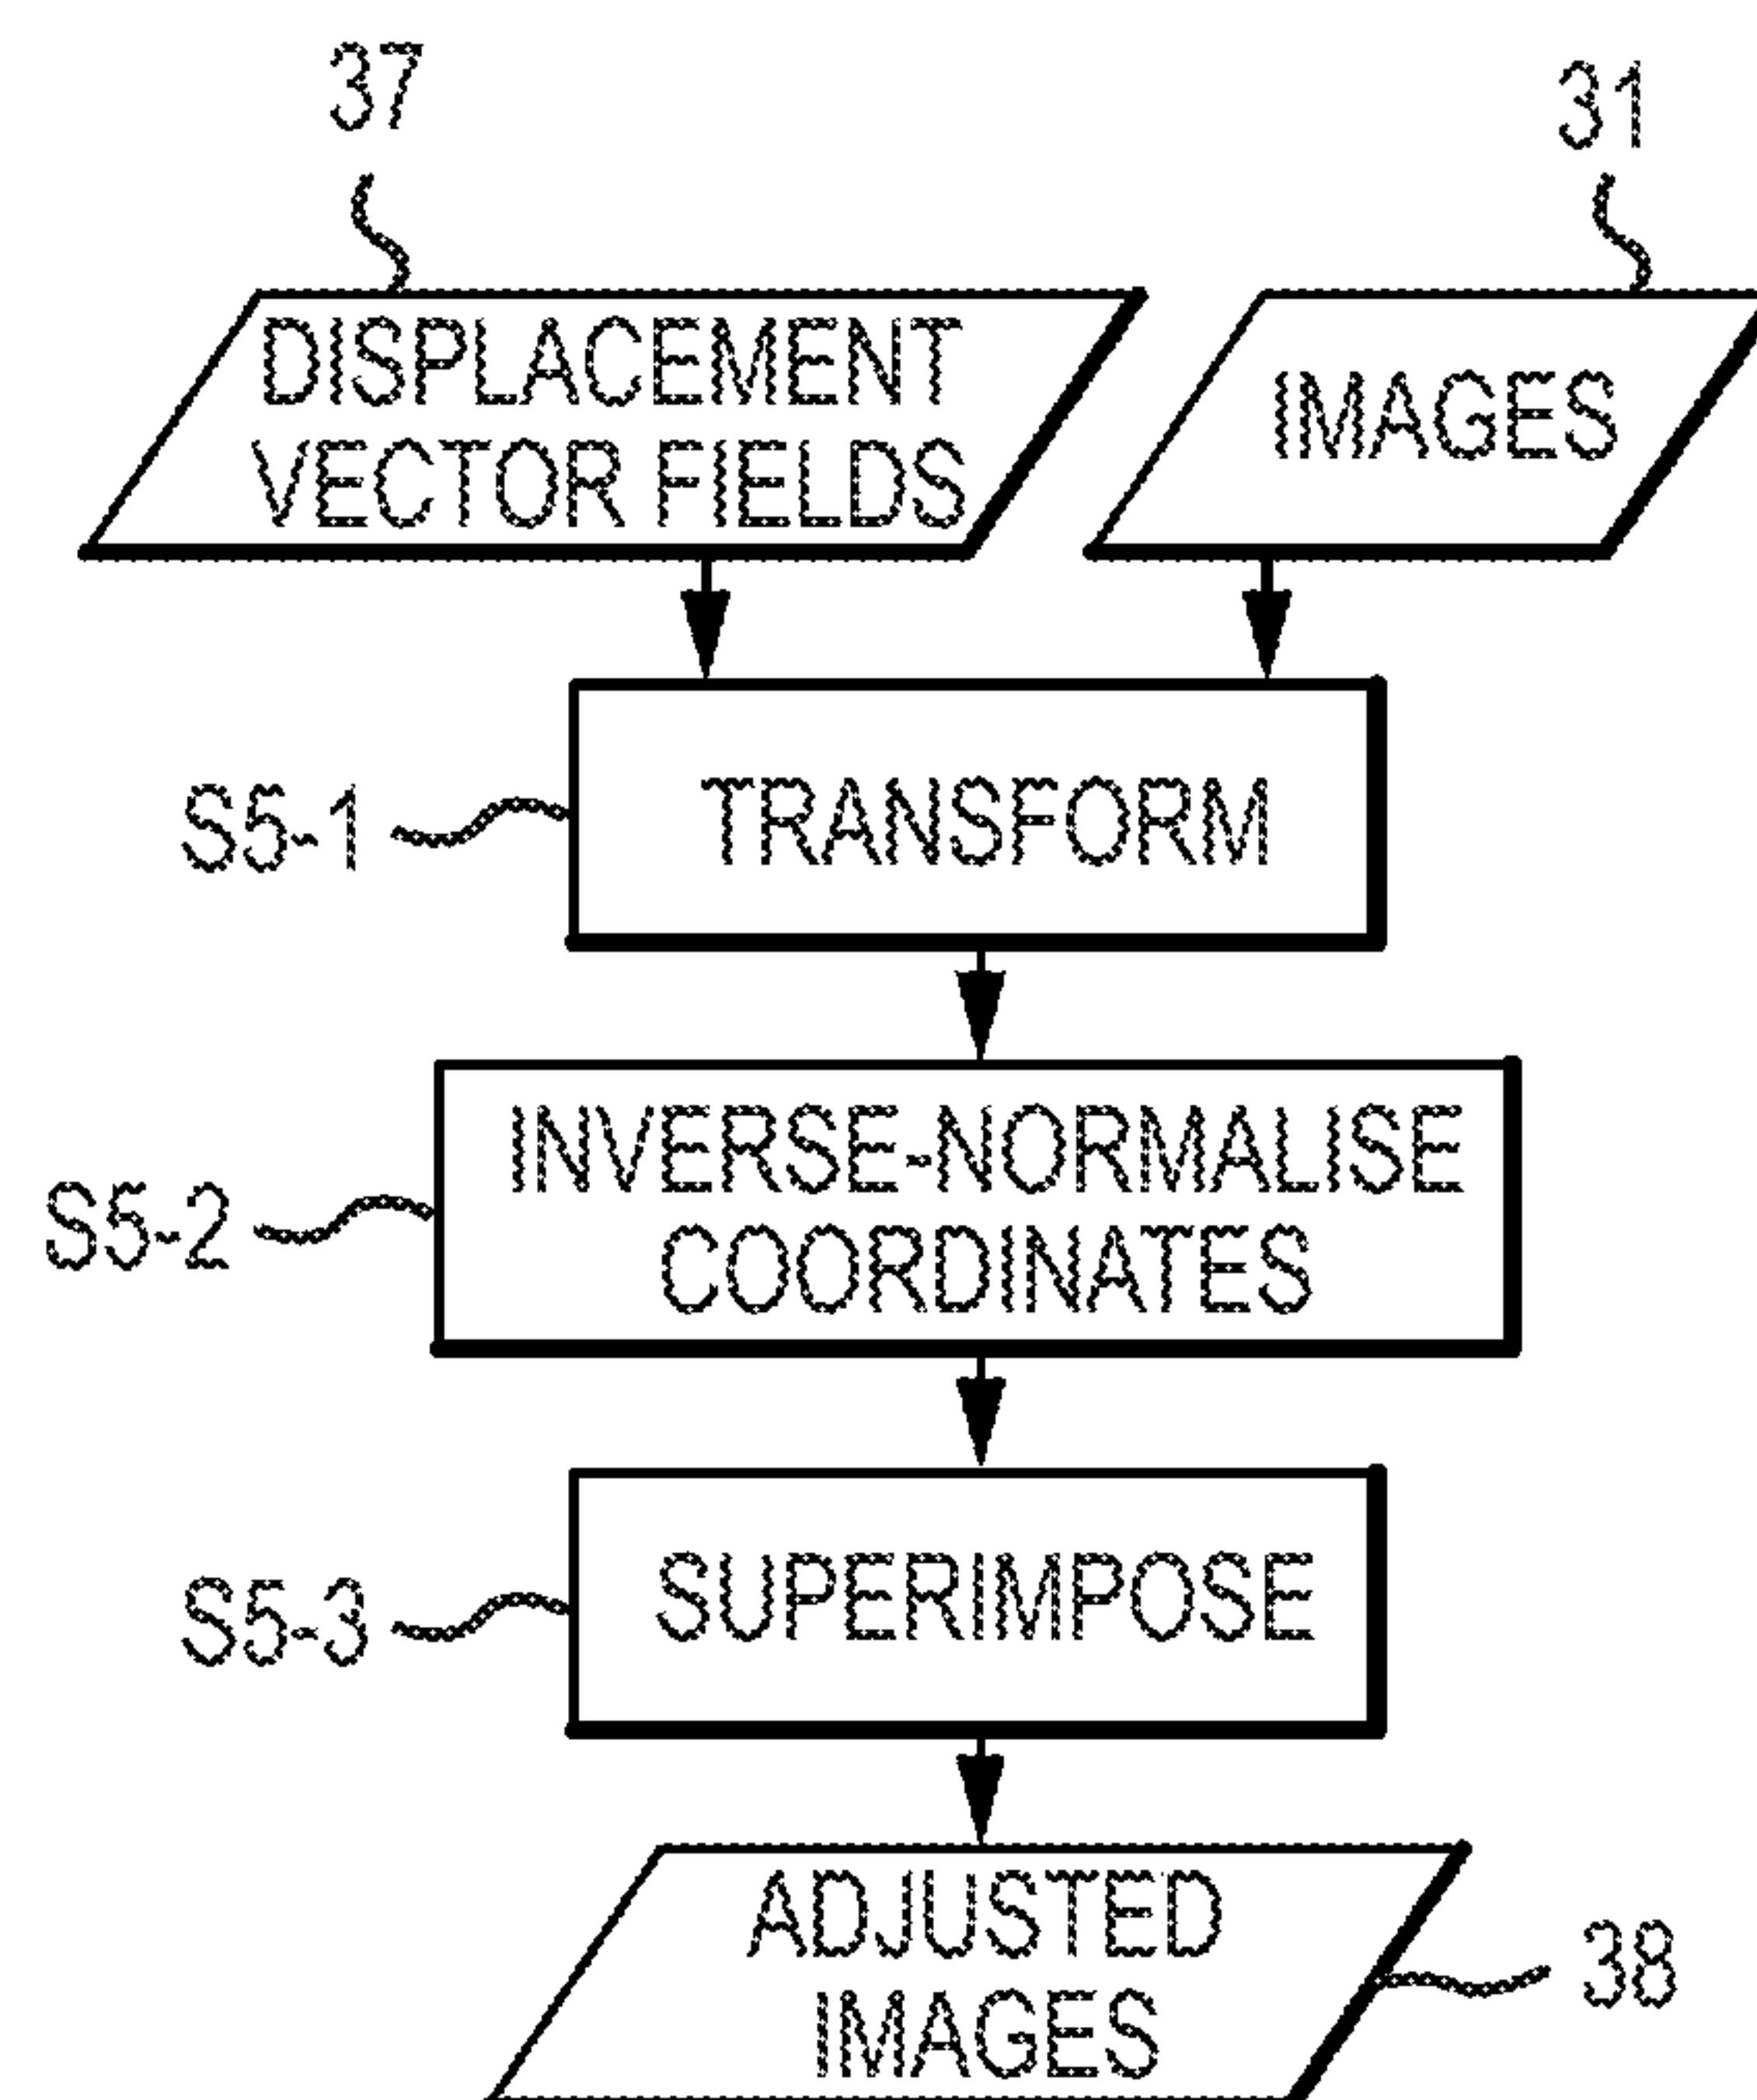 37
31
DISPLACEMENT
VECTOR FIELDS
IMAGES
S5-1
TRANSFORM
S5-2
INVERSE-NORMALISE
COORDINATES
S5-3
SUPERIMPOSE
ADJUSTED
IMAGES
38